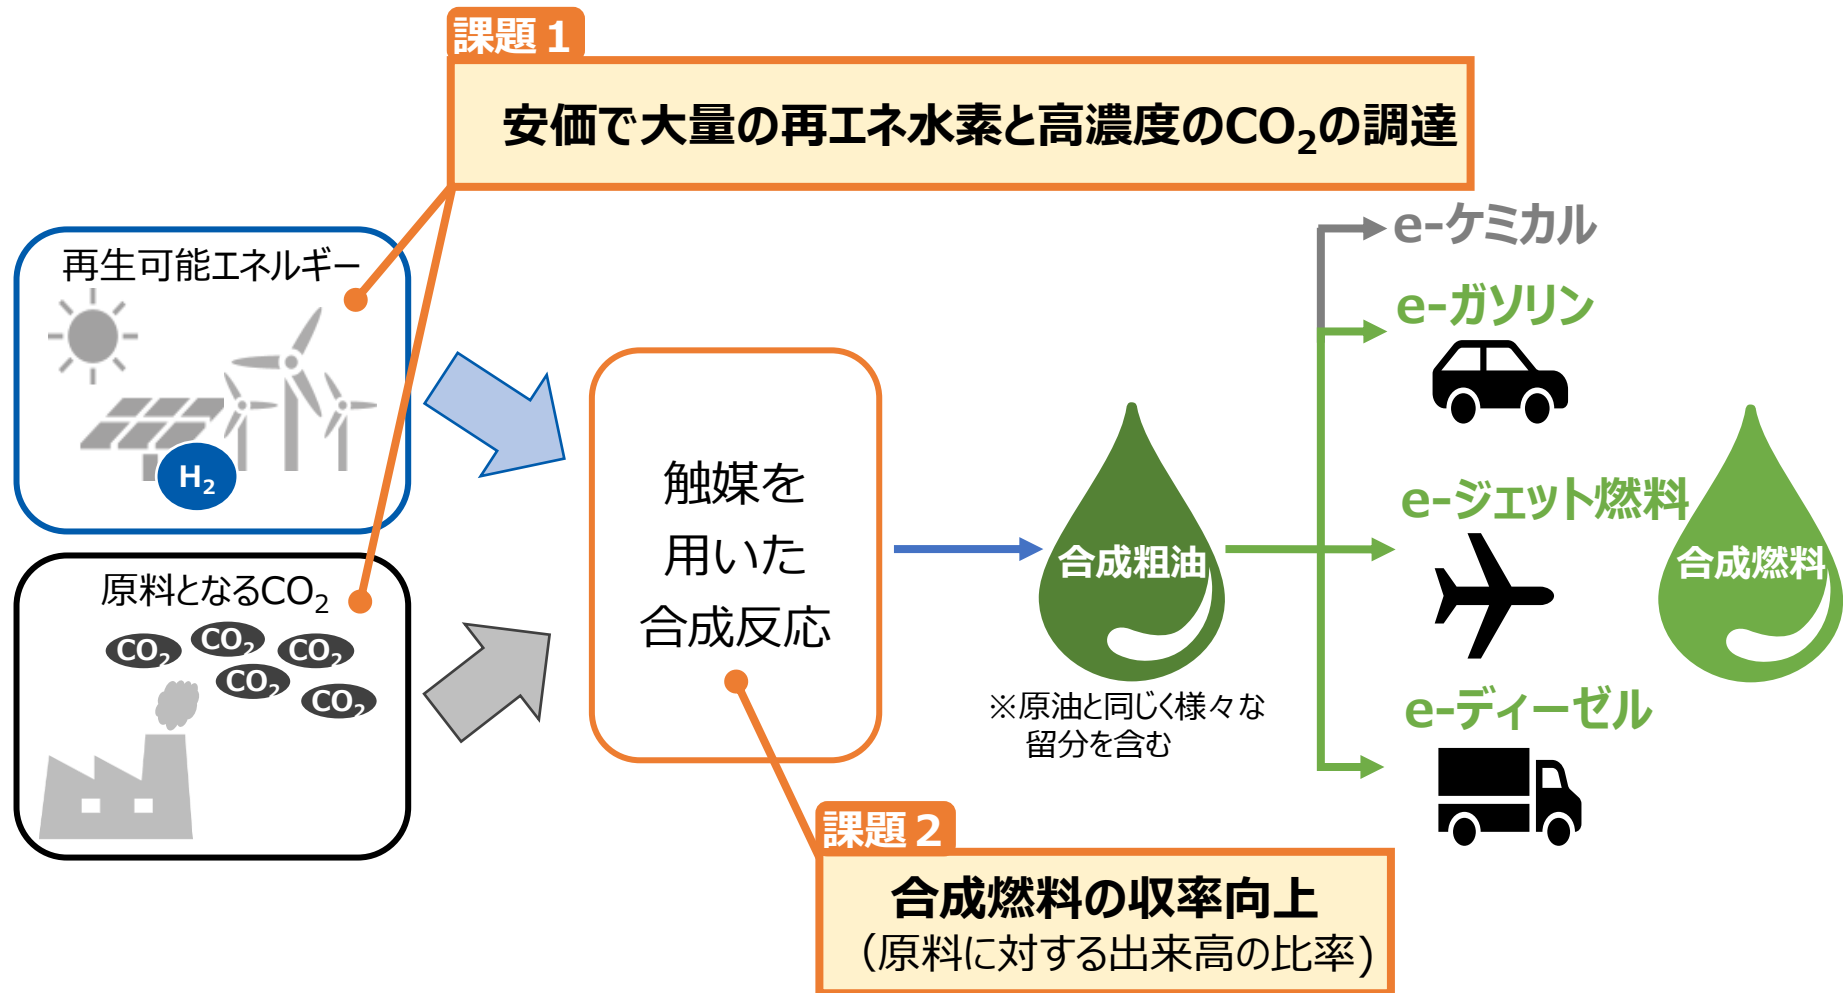 課題1
安価で大量の再エネ水素と高濃度のCO₂の調達
再生可能エネルギー
H₂
原料となるCO₂
CO₂
CO₂
CO₂
CO₂
CO₂
触媒を
用いた
合成反応
合成粗油
※原油と同じく様々な
留分を含む
e-ケミカル
e-ガソリン
e-ジェット燃料
e-ディーゼル
合成燃料
課題2
合成燃料の収率向上
（原料に対する出来高の比率）